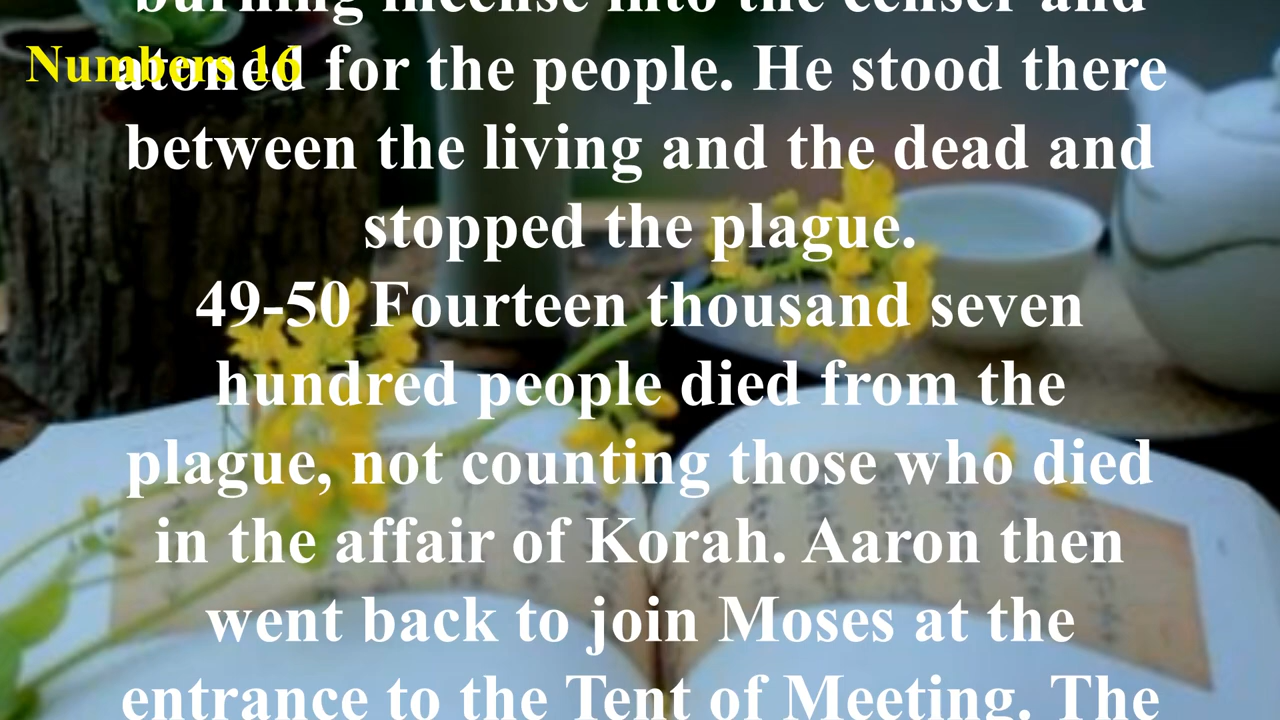 burning incense into the censer and
Numbers 16
atoned for the people. He stood there
between the living and the dead and
stopped the plague.
49-50 Fourteen thousand seven
hundred people died from the
plague, not counting those who died
in the affair of Korah. Aaron then
went back to join Moses at the
entrance to the Tent of Meeting. The